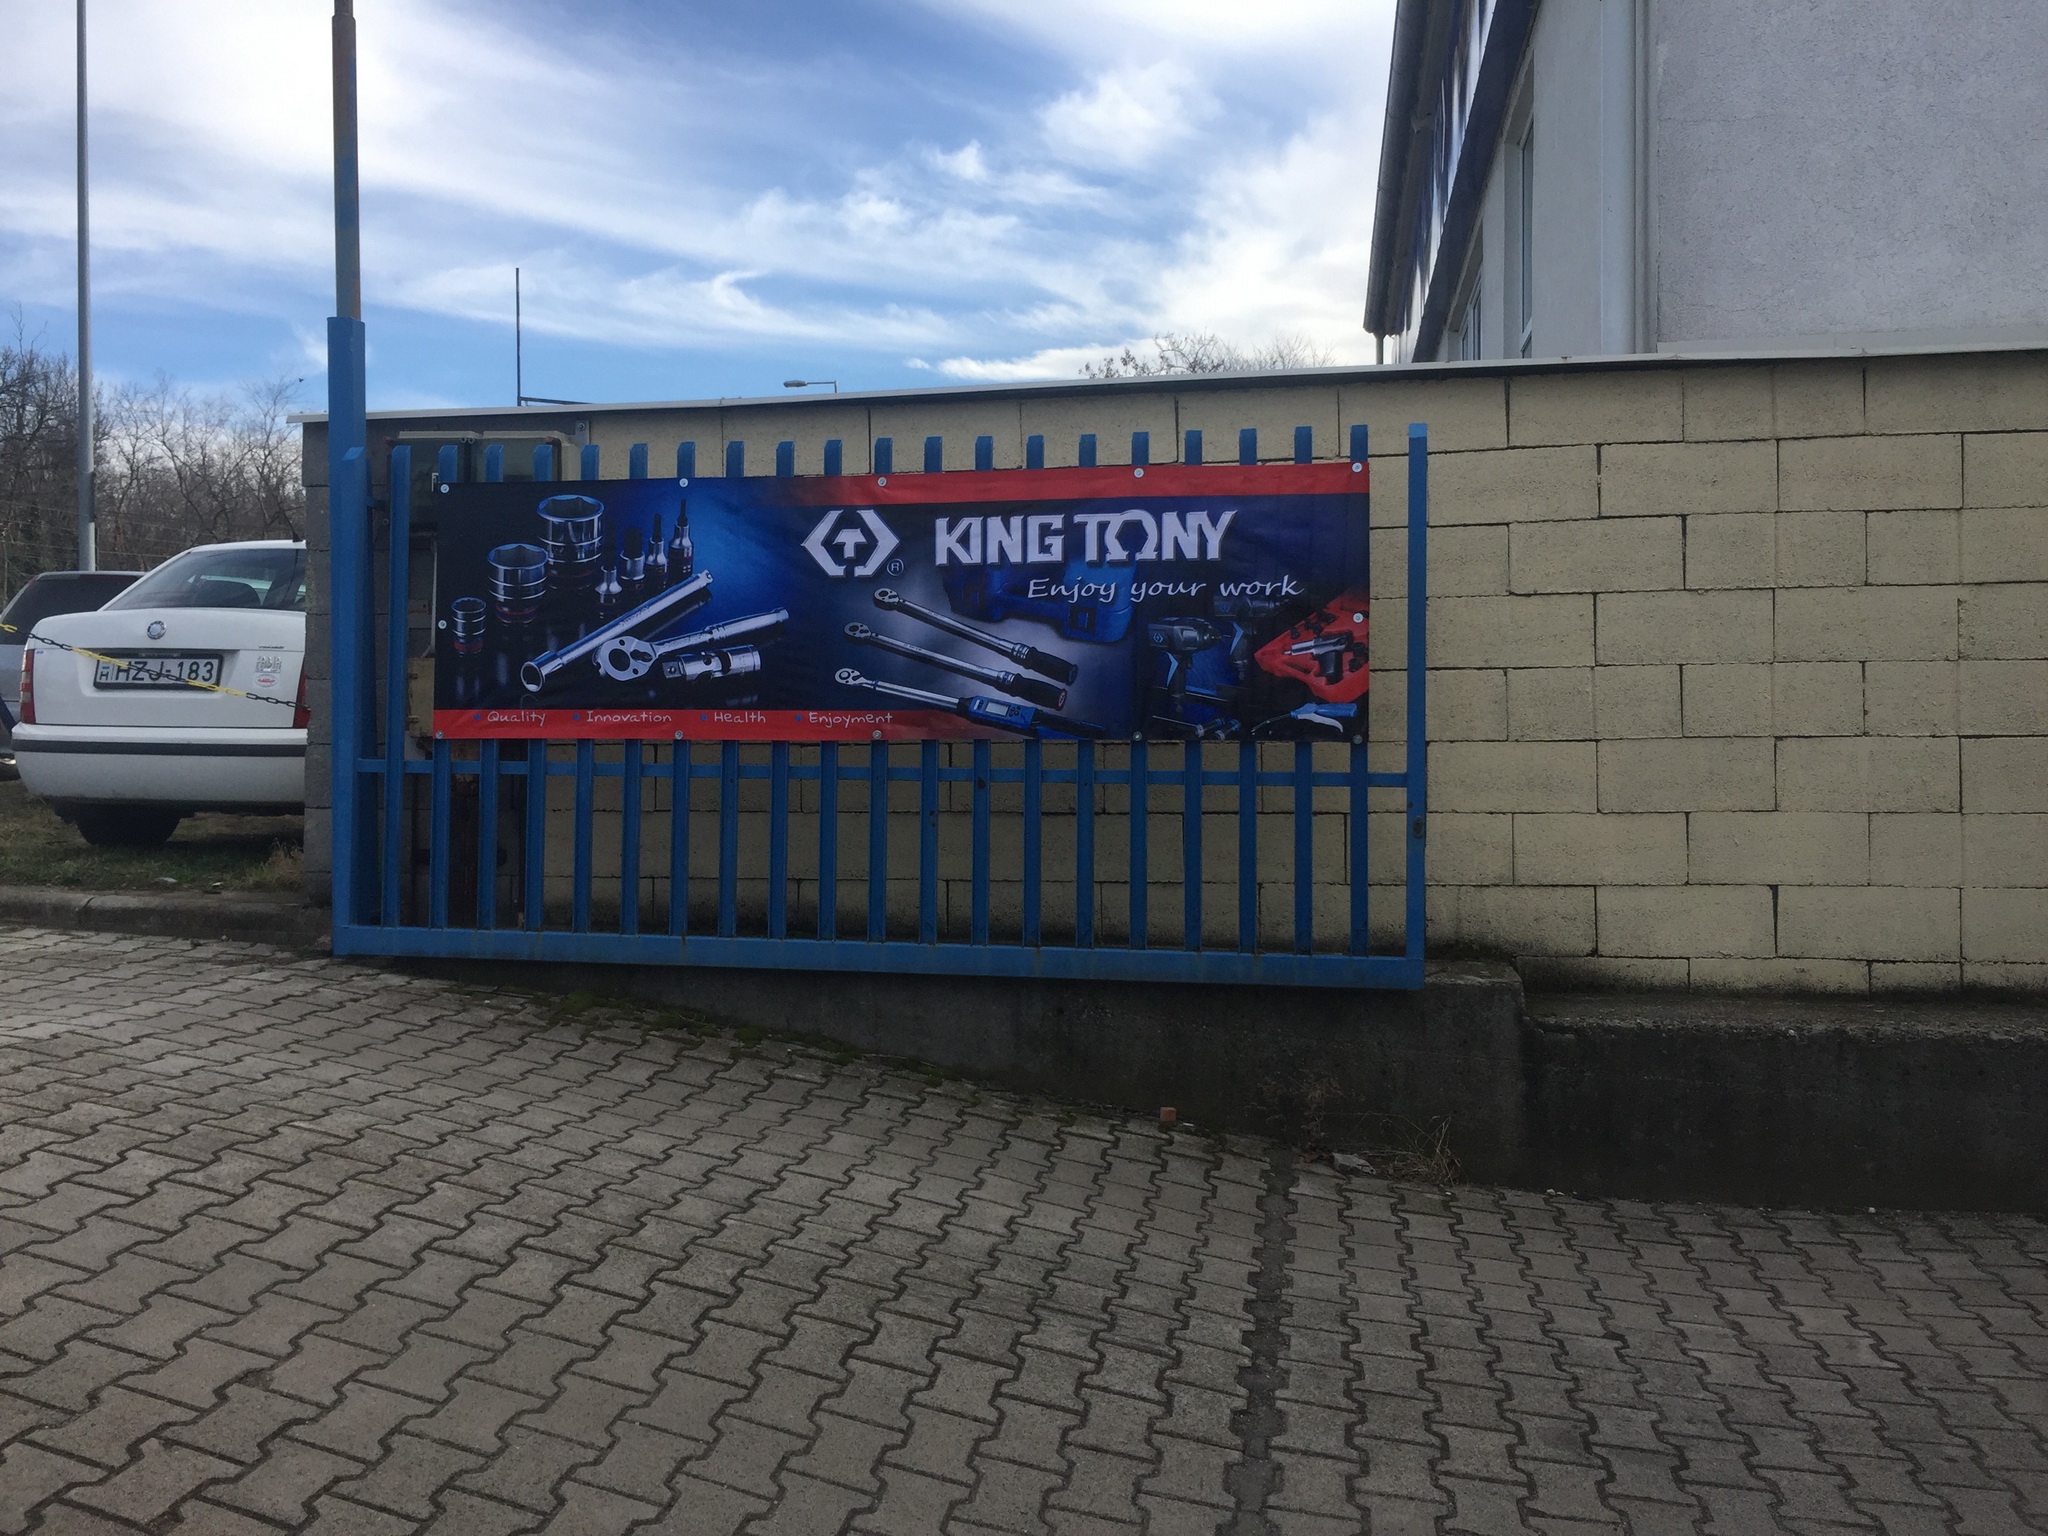 KING TONY
Enjoy your work
Quality Innovation Health Enjoyment
H HZJ-183